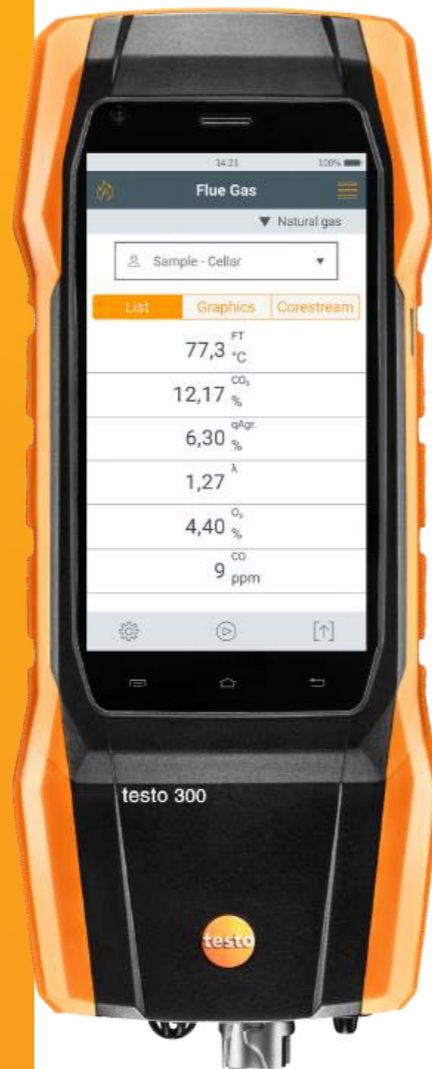 14:21 100%
Flue Gas
▼ Natural gas
Sample - Cellar ▼
List Graphics Corestream
77,3 FT °C
12,17 CO₂ %
6,30 qAgr. %
1,27 λ
4,40 O₂ %
9 CO ppm
testo 300
testo